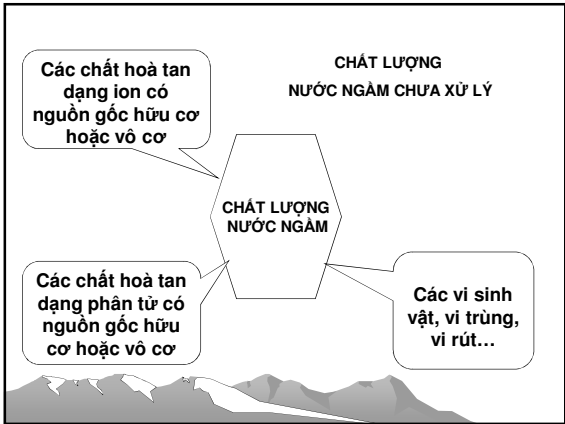 CHẤT LƯỢNG
NƯỚC NGẦM CHƯA XỬ LÝ
Các chất hoà tan
dạng ion có
nguồn gốc hữu cơ
hoặc vô cơ
CHẤT LƯỢNG
NƯỚC NGẦM
Các chất hoà tan
dạng phân tử có
nguồn gốc hữu
cơ hoặc vô cơ
Các vi sinh
vật, vi trùng,
vi rút...